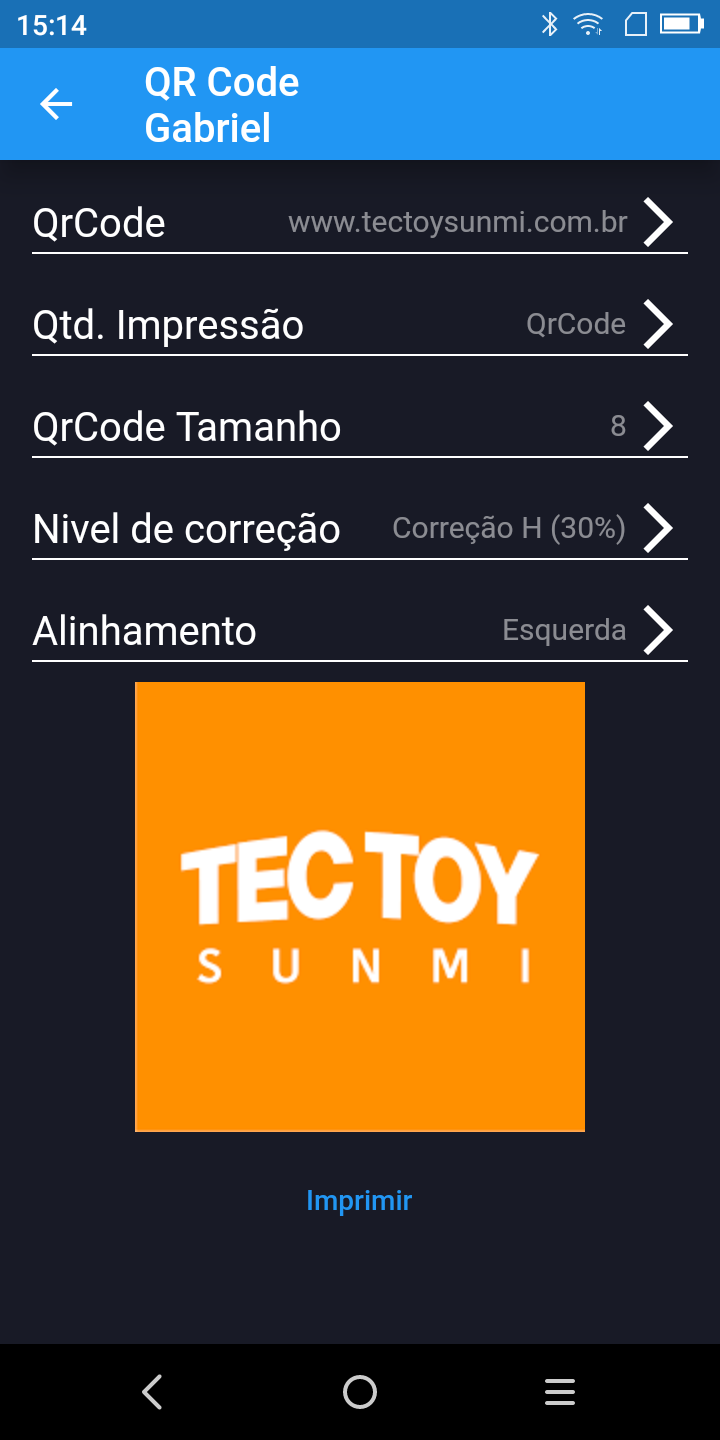 15:14
QR Code
Gabriel
QrCode www.tectoysunmi.com.br
Qtd. Impressão QrCode
QrCode Tamanho 8
Nivel de correção Correção H (30%)
Alinhamento Esquerda
TEC TOY
SUNMI
Imprimir